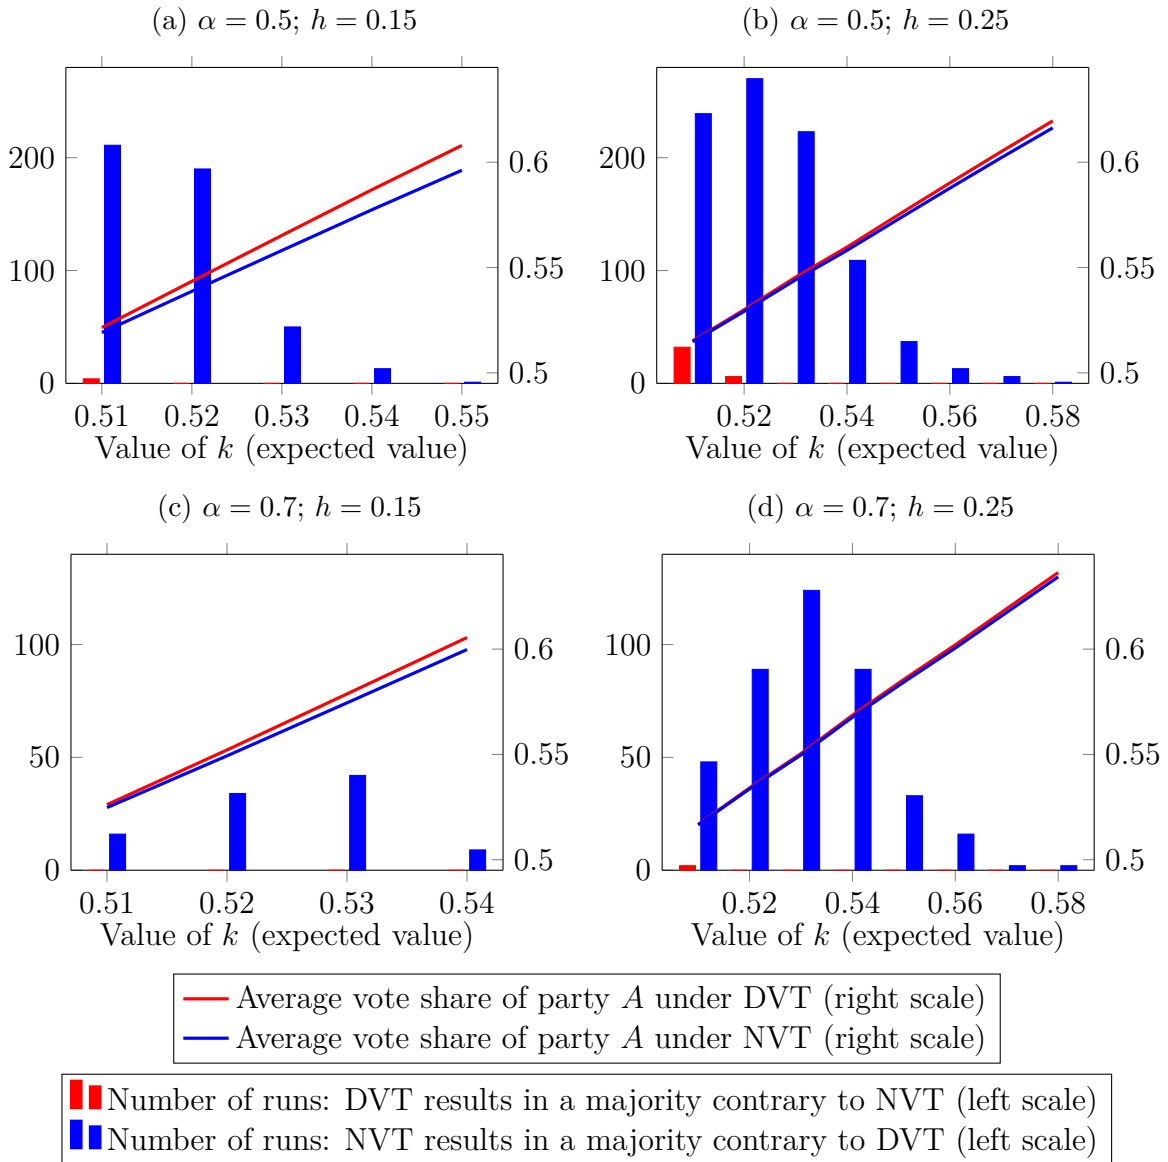 (a) α = 0.5; h = 0.15
200
100
0
0.6
0.55
0.5
0.51 0.52 0.53 0.54 0.55
Value of k (expected value)
(b) α = 0.5; h = 0.25
200
100
0
0.6
0.55
0.5
0.52 0.54 0.56 0.58
Value of k (expected value)
(c) α = 0.7; h = 0.15
100
50
0
0.6
0.55
0.5
0.51 0.52 0.53 0.54
Value of k (expected value)
(d) α = 0.7; h = 0.25
100
50
0
0.6
0.55
0.5
0.52 0.54 0.56 0.58
Value of k (expected value)
Average vote share of party A under DVT (right scale)
Average vote share of party A under NVT (right scale)
Number of runs: DVT results in a majority contrary to NVT (left scale)
Number of runs: NVT results in a majority contrary to DVT (left scale)